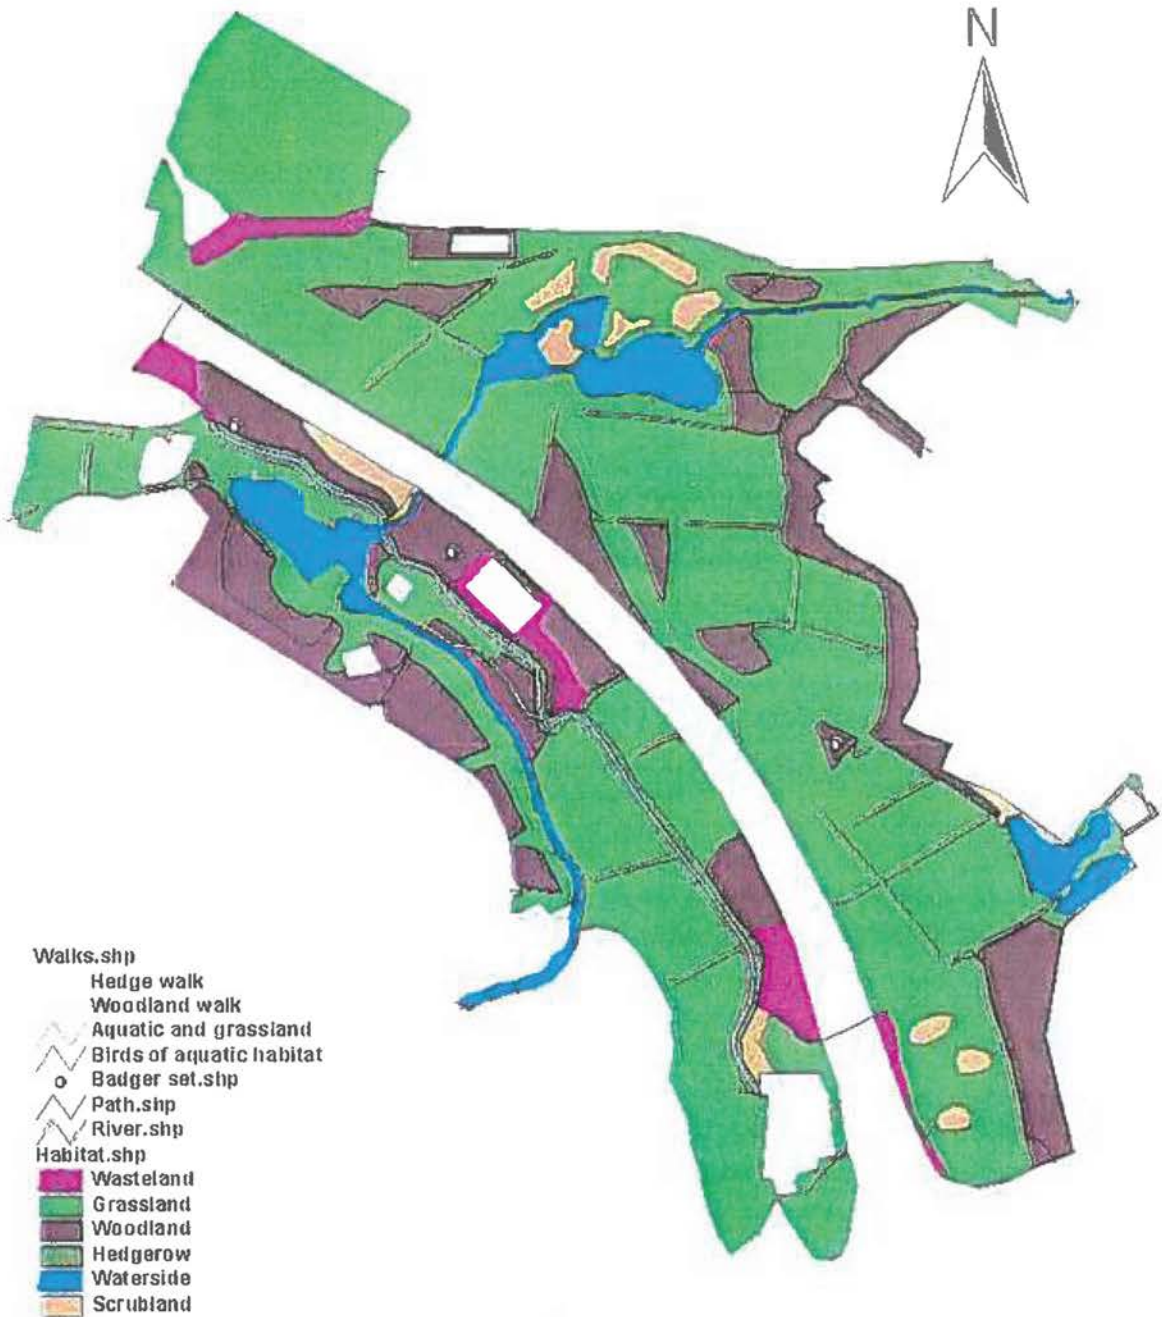 N
Walks.shp
Hedge walk
Woodland walk
Aquatic and grassland
Birds of aquatic habitat
Badger set.shp
Path.shp
River.shp
Habitat.shp
Wasteland
Grassland
Woodland
Hedgerow
Waterside
Scrubland